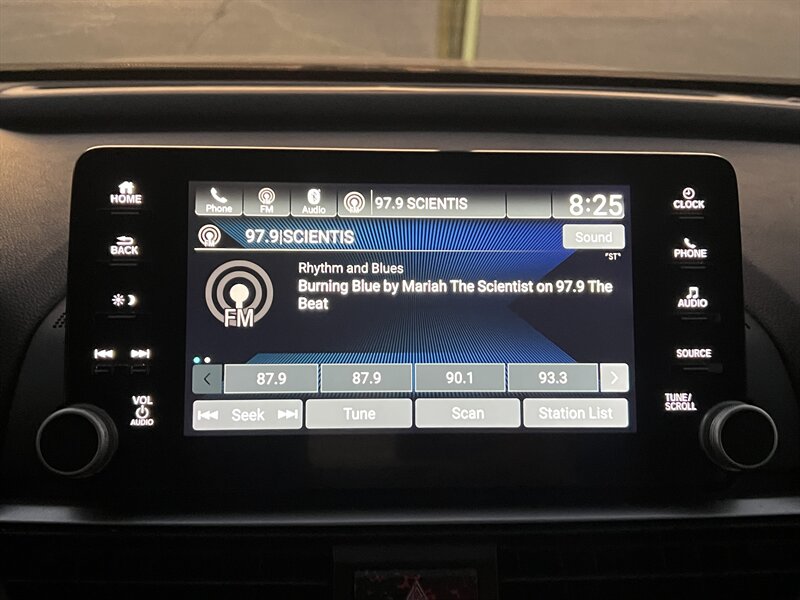 HOME
BACK
VOL
AUDIO
Phone
FM
Audio
97.9 SCIENTIS
8:25
97.9|SCIENTIS
Sound
"ST"
FM
Rhythm and Blues
Burning Blue by Mariah The Scientist on 97.9 The
Beat
87.9
87.9
90.1
93.3
Seek
Tune
Scan
Station List
CLOCK
PHONE
AUDIO
SOURCE
TUNE/
SCROLL